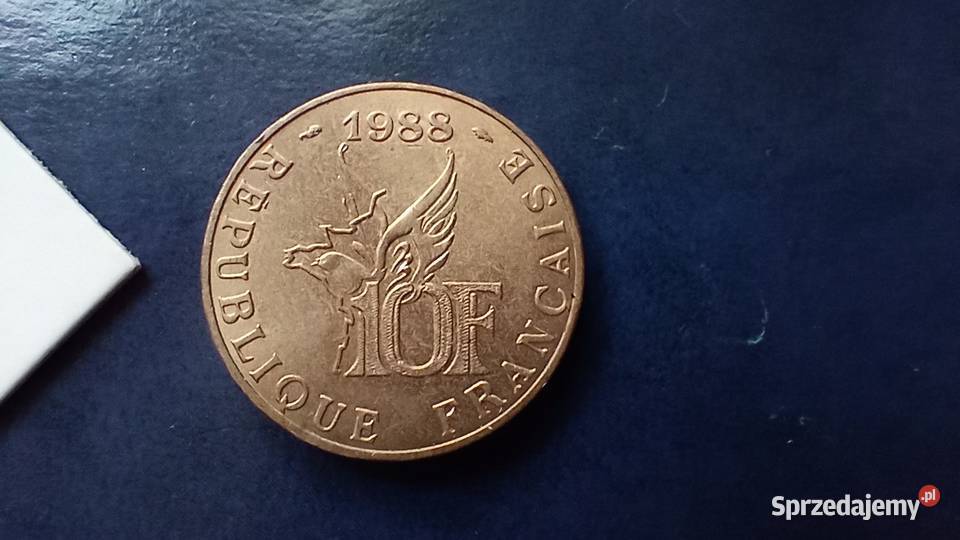 1988
RÉPUBLIQUE FRANÇAISE
10F
Sprzedajemy.pl